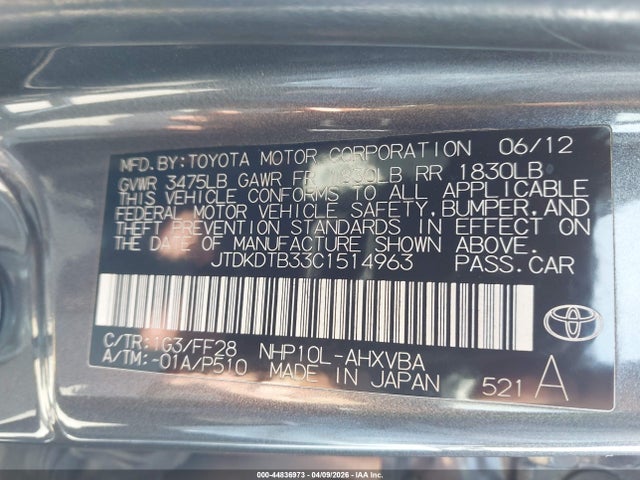 MFD. BY: TOYOTA MOTOR CORPORATION 06/12
GVWR 3475LB GAWR FR 1830LB RR 1830LB
THIS VEHICLE CONFORMS TO ALL APPLICABLE
FEDERAL MOTOR VEHICLE SAFETY, BUMPER, AND
THEFT PREVENTION STANDARDS IN EFFECT ON
THE DATE OF MANUFACTURE SHOWN ABOVE.
JTDKDTB33C1514963 PASS. CAR
C/TR: 1G3/FF28 NHP10L-AHXVBA
A/TM: -01A/P510 MADE IN JAPAN 521 A
000-44836973 | 04/09/2026 | IAA Inc.